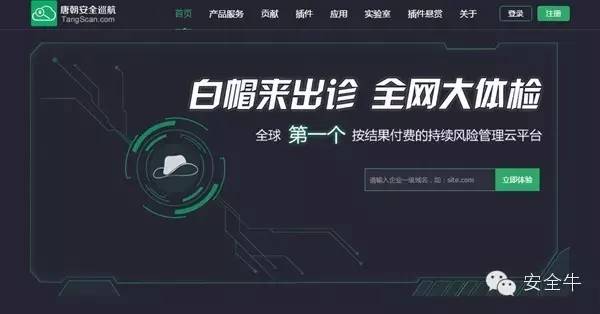 唐朝安全巡航
TangScan.com
首页 产品服务 贡献 插件 应用 实验室 插件悬赏 关于 登录 注册
白帽来出诊 全网大体检
全球 第一个 按结果付费的持续风险管理云平台
请输入企业一级域名，如：site.com 立即体验
安全牛